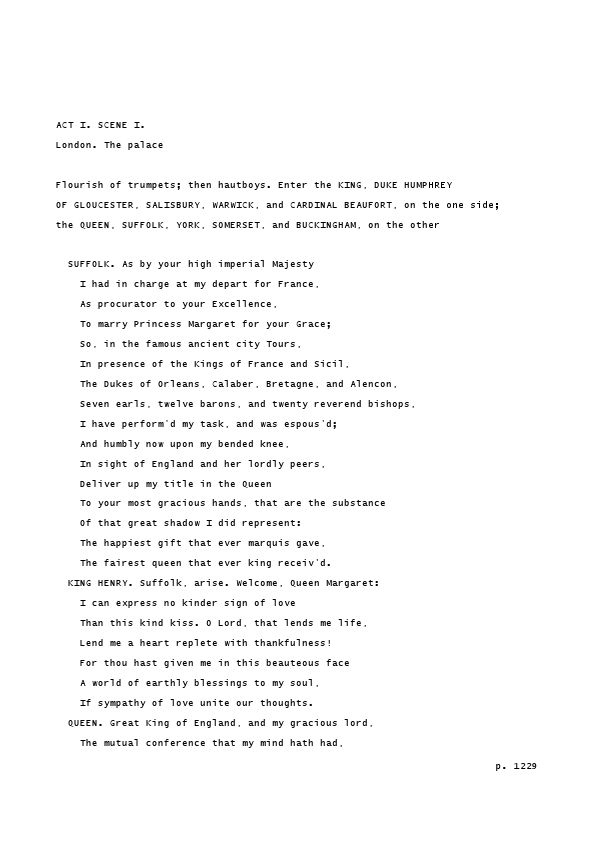 ACT I. SCENE I.
London. The palace
Flourish of trumpets; then hautboys. Enter the KING, DUKE HUMPHREY
OF GLOUCESTER, SALISBURY, WARWICK, and CARDINAL BEAUFORT, on the one side;
the QUEEN, SUFFOLK, YORK, SOMERSET, and BUCKINGHAM, on the other
SUFFOLK. As by your high imperial Majesty
I had in charge at my depart for France,
As procurator to your Excellence,
To marry Princess Margaret for your Grace;
So, in the famous ancient city Tours,
In presence of the Kings of France and Sicil,
The Dukes of Orleans, Calaber, Bretagne, and Alencon,
Seven earls, twelve barons, and twenty reverend bishops,
I have perform'd my task, and was espous'd;
And humbly now upon my bended knee,
In sight of England and her lordly peers,
Deliver up my title in the Queen
To your most gracious hands, that are the substance
Of that great shadow I did represent:
The happiest gift that ever marquis gave,
The fairest queen that ever king receiv'd.
KING HENRY. Suffolk, arise. Welcome, Queen Margaret:
I can express no kinder sign of love
Than this kind kiss. O Lord, that lends me life,
Lend me a heart replete with thankfulness!
For thou hast given me in this beauteous face
A world of earthly blessings to my soul,
If sympathy of love unite our thoughts.
QUEEN. Great King of England, and my gracious lord,
The mutual conference that my mind hath had,
p. 1229